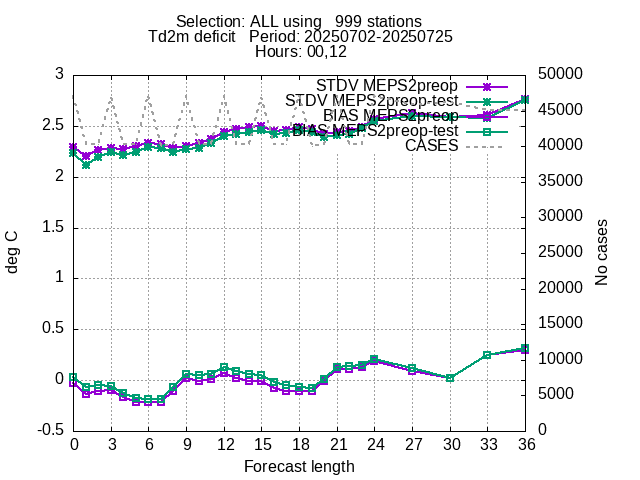 Selection: ALL using   999 stations
Td2m deficit   Period: 20250702-20250725
Hours: 00,12
STDV MEPS2preop
STDV MEPS2preop-test
BIAS MEPS2preop
BIAS MEPS2preop-test
CASES
3
2.5
2
1.5
1
0.5
0
-0.5
deg C
50000
45000
40000
35000
30000
25000
20000
15000
10000
5000
0
No cases
0 3 6 9 12 15 18 21 24 27 30 33 36
Forecast length